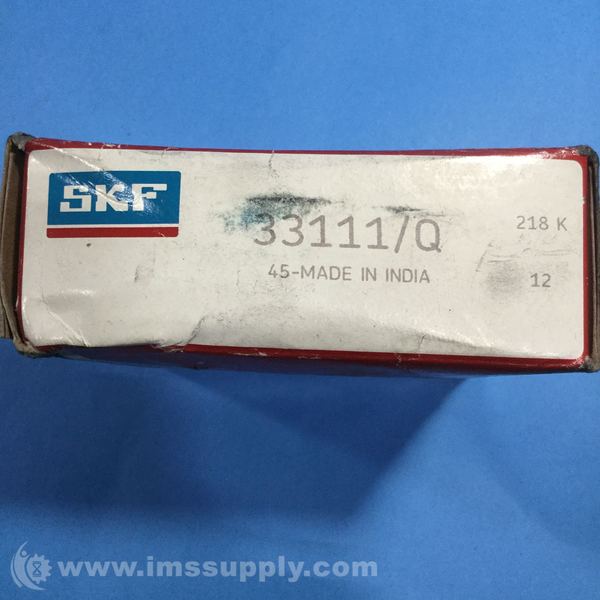 SKF
33111/Q
218 K
45-MADE IN INDIA
12
www.imssupply.com